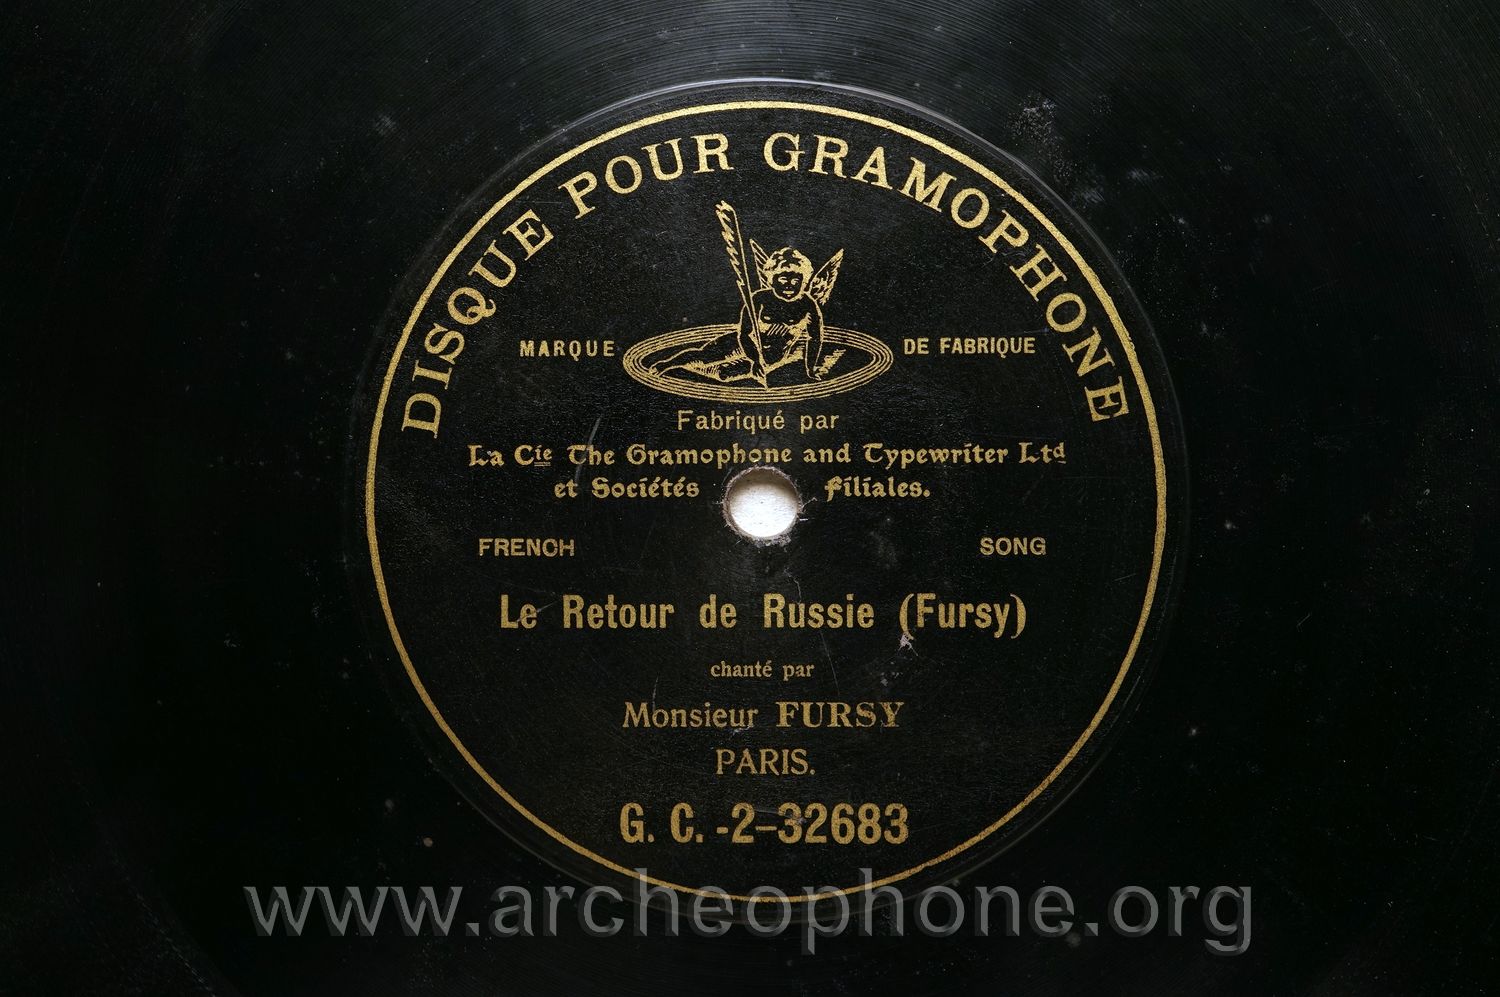 DISQUE POUR GRAMOPHONE
MARQUE DE FABRIQUE
Fabriqué par
La Cie The Gramophone and Typewriter Ltd
et Sociétés filiales.
FRENCH SONG
Le Retour de Russie (Fursy)
chanté par
Monsieur FURSY
PARIS.
G. C. -2-32683
www.archeophone.org